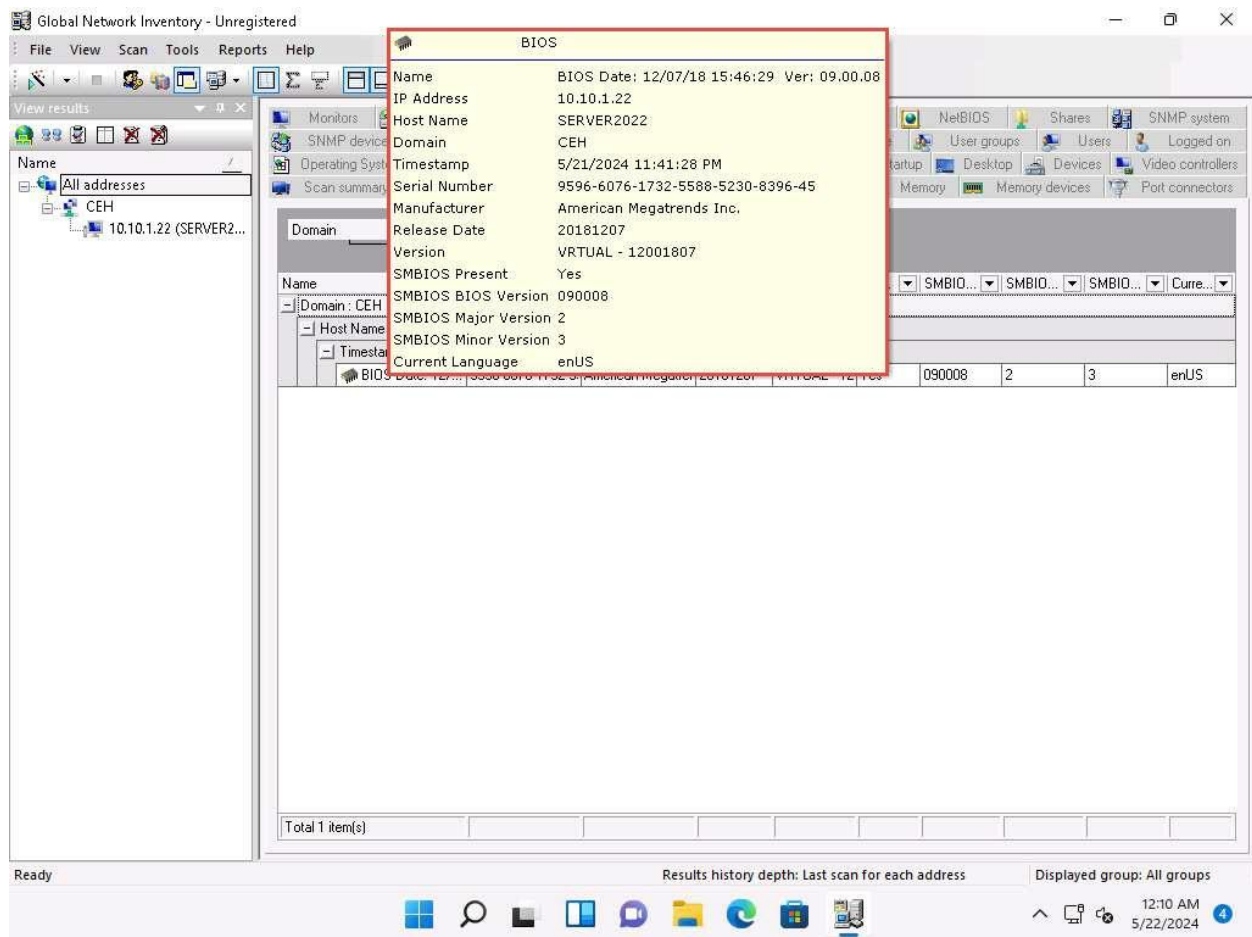 Global Network Inventory - Unregistered
File View Scan Tools Reports Help
View results
Name
All addresses
CEH
10.10.1.22 (SERVER2...
BIOS
Name BIOS Date: 12/07/18 15:46:29 Ver: 09.00.08
IP Address 10.10.1.22
Host Name SERVER2022
Domain CEH
Timestamp 5/21/2024 11:41:28 PM
Serial Number 9596-6076-1732-5588-5230-8396-45
Manufacturer American Megatrends Inc.
Release Date 20181207
Version VRTUAL - 12001807
SMBIOS Present Yes
SMBIOS BIOS Version 090008
SMBIOS Major Version 2
SMBIOS Minor Version 3
Current Language enUS
Monitors NetBIOS Shares SNMP system
SNMP device User groups Users Logged on
Operating Syst Desktop Devices Video controllers
Scan summary Memory Memory devices Port connectors
Domain
Name SMBIO... SMBIO... SMBIO... Curre...
Domain : CEH
Host Name
Timestar
090008 2 3 enUS
Total 1 item(s)
Ready Results history depth: Last scan for each address Displayed group: All groups
12:10 AM
5/22/2024
4